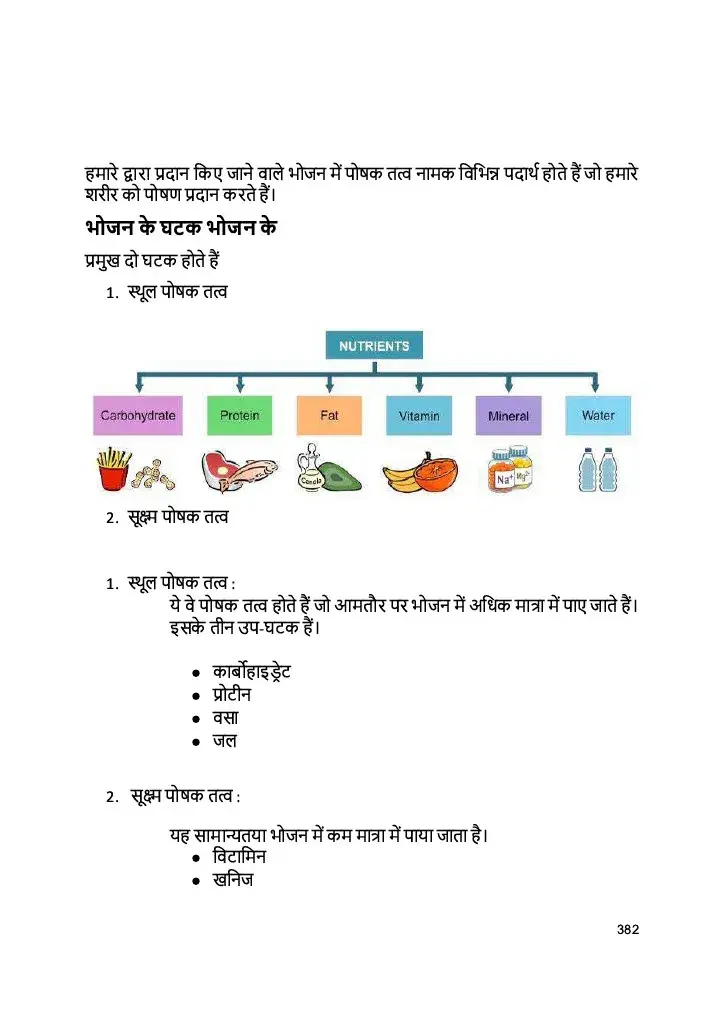 हमारे द्वारा प्रदान किए जाने वाले भोजन में पोषक तत्व नामक विभिन्न पदार्थ होते हैं जो हमारे
शरीर को पोषण प्रदान करते हैं।
भोजन के घटक भोजन के
प्रमुख दो घटक होते हैं
1. स्थूल पोषक तत्व
NUTRIENTS
Carbohydrate Protein Fat Vitamin Mineral Water
Canola Na+ Mg2+
2. सूक्ष्म पोषक तत्व
1. स्थूल पोषक तत्व :
ये वे पोषक तत्व होते हैं जो आमतौर पर भोजन में अधिक मात्रा में पाए जाते हैं।
इसके तीन उप-घटक हैं।
● कार्बोहाइड्रेट
● प्रोटीन
● वसा
● जल
2. सूक्ष्म पोषक तत्व :
यह सामान्यतया भोजन में कम मात्रा में पाया जाता है।
● विटामिन
● खनिज
382